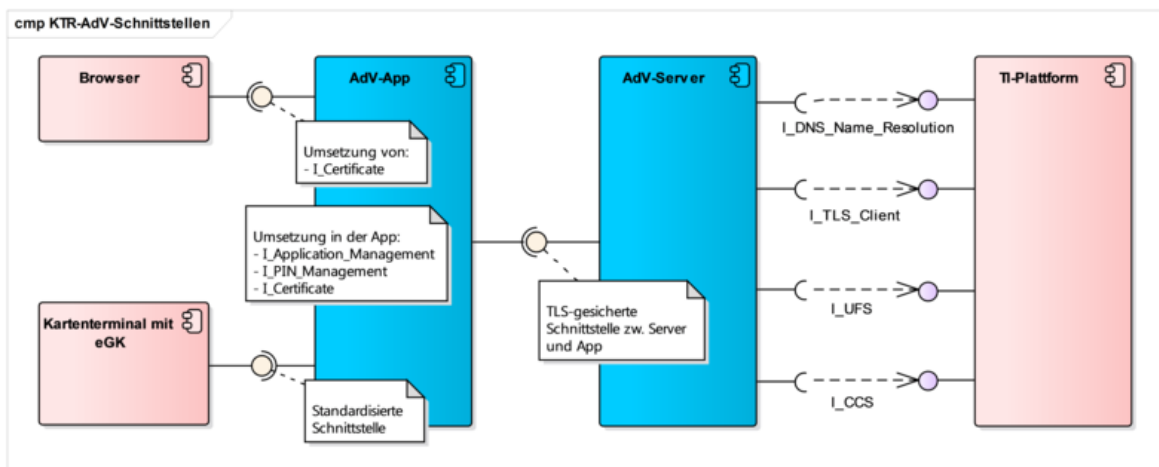 cmp KTR-AdV-Schnittstellen
Browser
AdV-App
AdV-Server
TI-Plattform
I_DNS_Name_Resolution
Umsetzung von:
- I_Certificate
I_TLS_Client
Umsetzung in der App:
- I_Application_Management
- I_PIN_Management
- I_Certificate
TLS-gesicherte
Schnittstelle zw. Server
und App
I_UFS
Kartenterminal mit
eGK
I_CCS
Standardisierte
Schnittstelle